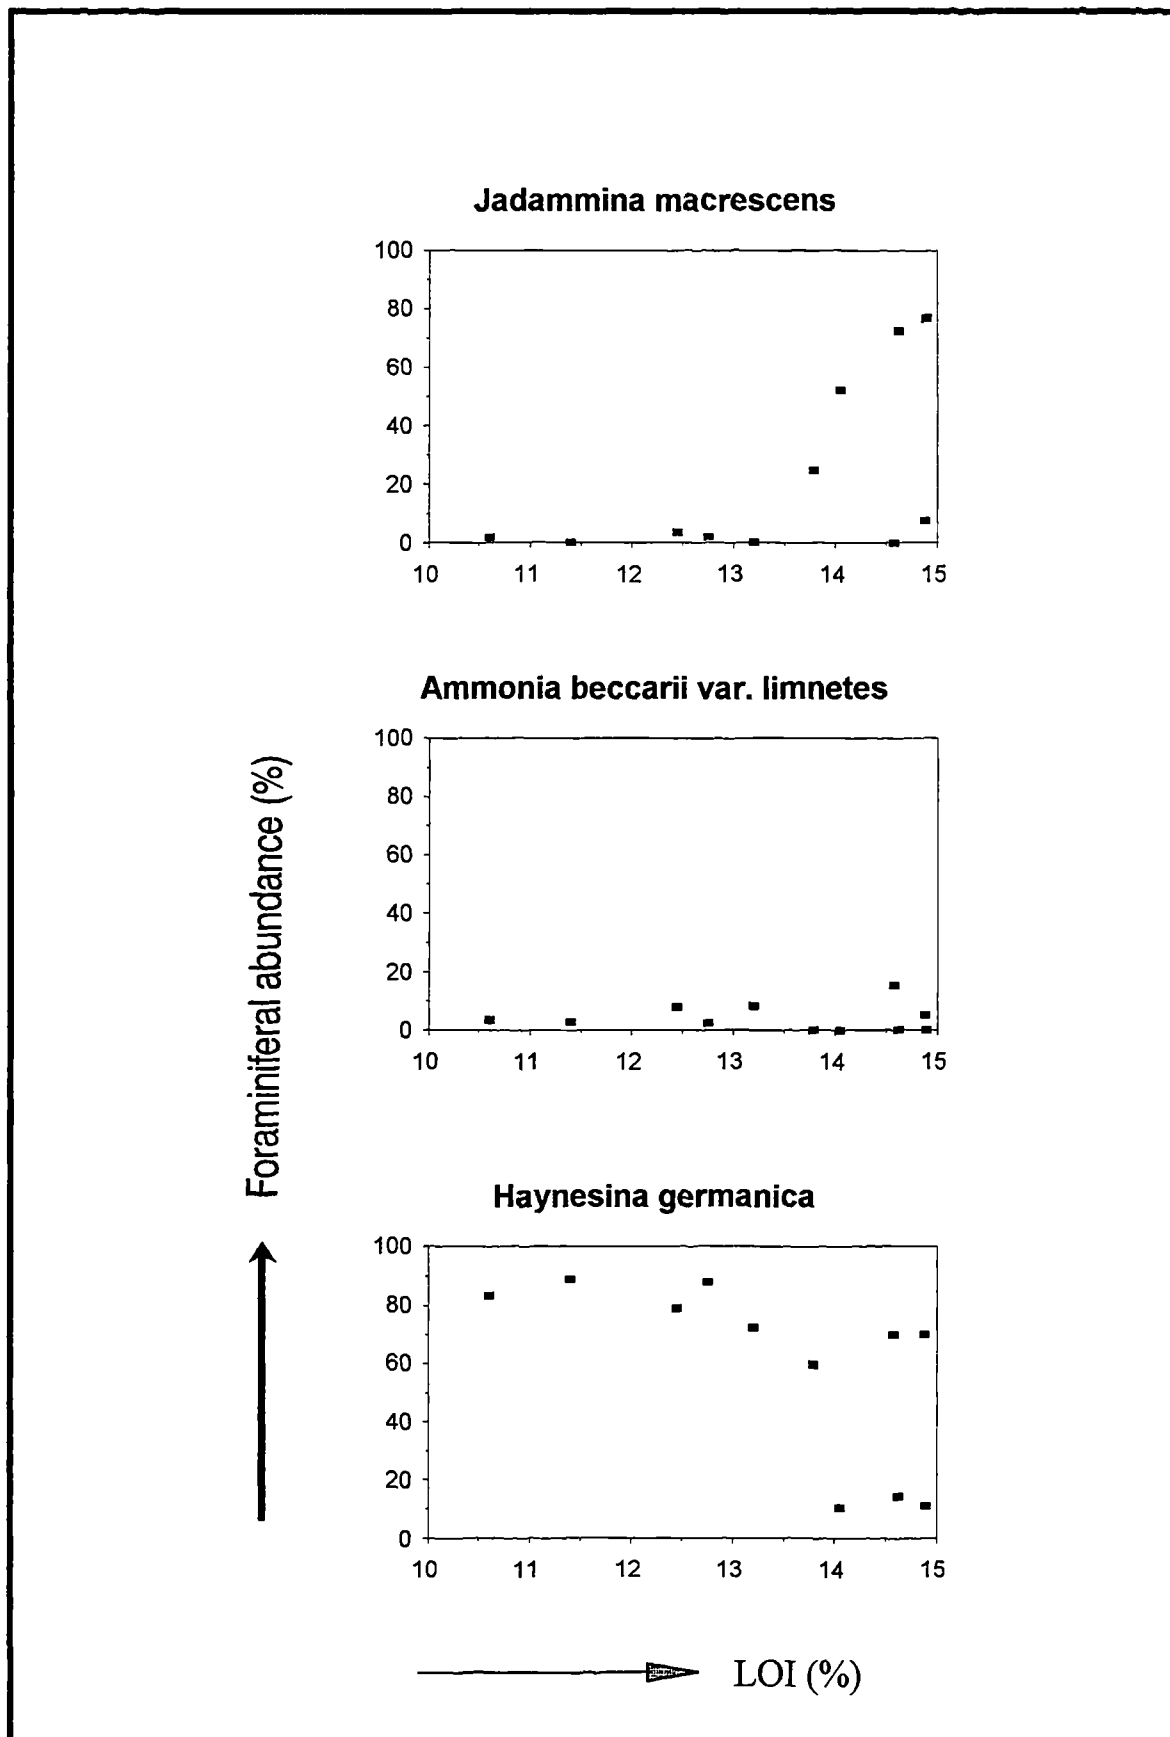 Jadammina macrescens
100
80
60
40
20
0
10 11 12 13 14 15
Ammonia beccarii var. limnetes
100
80
60
40
20
0
10 11 12 13 14 15
Foraminiferal abundance (%)
Haynesina germanica
100
80
60
40
20
0
10 11 12 13 14 15
LOI (%)